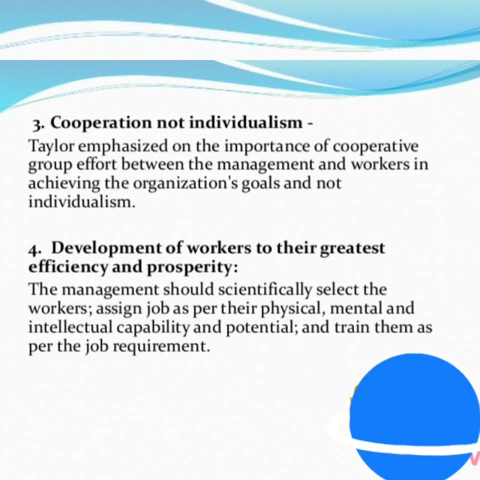 3. Cooperation not individualism -
Taylor emphasized on the importance of cooperative
group effort between the management and workers in
achieving the organization's goals and not
individualism.
4. Development of workers to their greatest
efficiency and prosperity:
The management should scientifically select the
workers; assign job as per their physical, mental and
intellectual capability and potential; and train them as
per the job requirement.